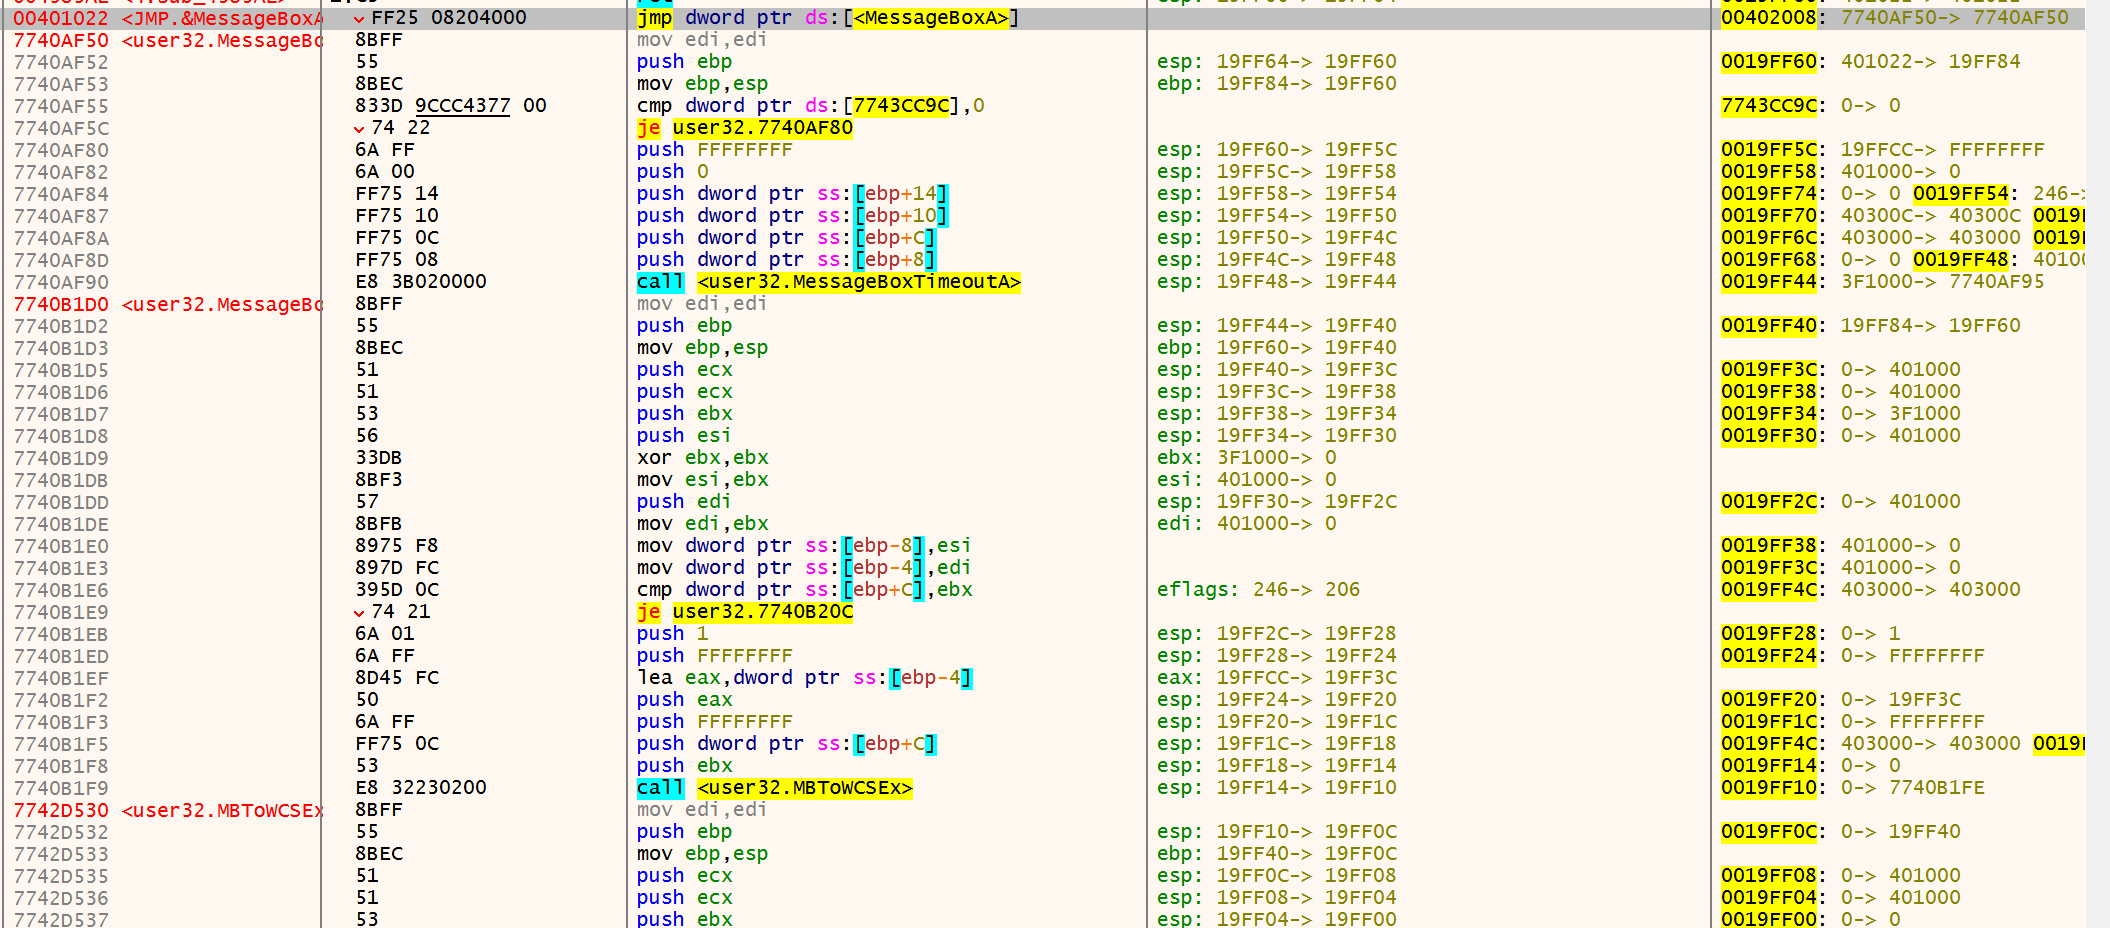 00401022 <JMP.&MessageBoxA FF25 08204000 jmp dword ptr ds:[<MessageBoxA>] 00402008: 7740AF50-> 7740AF50
7740AF50 <user32.MessageBo 8BFF mov edi,edi
7740AF52 55 push ebp esp: 19FF64-> 19FF60 0019FF60: 401022-> 19FF84
7740AF53 8BEC mov ebp,esp ebp: 19FF84-> 19FF60
7740AF55 833D 9CCC4377 00 cmp dword ptr ds:[7743CC9C],0 7743CC9C: 0-> 0
7740AF5C 74 22 je user32.7740AF80
7740AF80 6A FF push FFFFFFFF esp: 19FF60-> 19FF5C 0019FF5C: 19FFCC-> FFFFFFFF
7740AF82 6A 00 push 0 esp: 19FF5C-> 19FF58 0019FF58: 401000-> 0
7740AF84 FF75 14 push dword ptr ss:[ebp+14] esp: 19FF58-> 19FF54 0019FF74: 0-> 0 0019FF54: 246->
7740AF87 FF75 10 push dword ptr ss:[ebp+10] esp: 19FF54-> 19FF50 0019FF70: 40300C-> 40300C 0019F
7740AF8A FF75 0C push dword ptr ss:[ebp+C] esp: 19FF50-> 19FF4C 0019FF6C: 403000-> 403000 0019F
7740AF8D FF75 08 push dword ptr ss:[ebp+8] esp: 19FF4C-> 19FF48 0019FF68: 0-> 0 0019FF48: 40100
7740AF90 E8 3B020000 call <user32.MessageBoxTimeoutA> esp: 19FF48-> 19FF44 0019FF44: 3F1000-> 7740AF95
7740B1D0 <user32.MessageBo 8BFF mov edi,edi
7740B1D2 55 push ebp esp: 19FF44-> 19FF40 0019FF40: 19FF84-> 19FF60
7740B1D3 8BEC mov ebp,esp ebp: 19FF60-> 19FF40
7740B1D5 51 push ecx esp: 19FF40-> 19FF3C 0019FF3C: 0-> 401000
7740B1D6 51 push ecx esp: 19FF3C-> 19FF38 0019FF38: 0-> 401000
7740B1D7 53 push ebx esp: 19FF38-> 19FF34 0019FF34: 0-> 3F1000
7740B1D8 56 push esi esp: 19FF34-> 19FF30 0019FF30: 0-> 401000
7740B1D9 33DB xor ebx,ebx ebx: 3F1000-> 0
7740B1DB 8BF3 mov esi,ebx esi: 401000-> 0
7740B1DD 57 push edi esp: 19FF30-> 19FF2C 0019FF2C: 0-> 401000
7740B1DE 8BFB mov edi,ebx edi: 401000-> 0
7740B1E0 8975 F8 mov dword ptr ss:[ebp-8],esi 0019FF38: 401000-> 0
7740B1E3 897D FC mov dword ptr ss:[ebp-4],edi 0019FF3C: 401000-> 0
7740B1E6 395D 0C cmp dword ptr ss:[ebp+C],ebx eflags: 246-> 206 0019FF4C: 403000-> 403000
7740B1E9 74 21 je user32.7740B20C
7740B1EB 6A 01 push 1 esp: 19FF2C-> 19FF28 0019FF28: 0-> 1
7740B1ED 6A FF push FFFFFFFF esp: 19FF28-> 19FF24 0019FF24: 0-> FFFFFFFF
7740B1EF 8D45 FC lea eax,dword ptr ss:[ebp-4] eax: 19FFCC-> 19FF3C
7740B1F2 50 push eax esp: 19FF24-> 19FF20 0019FF20: 0-> 19FF3C
7740B1F3 6A FF push FFFFFFFF esp: 19FF20-> 19FF1C 0019FF1C: 0-> FFFFFFFF
7740B1F5 FF75 0C push dword ptr ss:[ebp+C] esp: 19FF1C-> 19FF18 0019FF4C: 403000-> 403000 0019F
7740B1F8 53 push ebx esp: 19FF18-> 19FF14 0019FF14: 0-> 0
7740B1F9 E8 32230200 call <user32.MBToWCSEx> esp: 19FF14-> 19FF10 0019FF10: 0-> 7740B1FE
7742D530 <user32.MBToWCSEx 8BFF mov edi,edi
7742D532 55 push ebp esp: 19FF10-> 19FF0C 0019FF0C: 0-> 19FF40
7742D533 8BEC mov ebp,esp ebp: 19FF40-> 19FF0C
7742D535 51 push ecx esp: 19FF0C-> 19FF08 0019FF08: 0-> 401000
7742D536 51 push ecx esp: 19FF08-> 19FF04 0019FF04: 0-> 401000
7742D537 53 push ebx esp: 19FF04-> 19FF00 0019FF00: 0-> 0